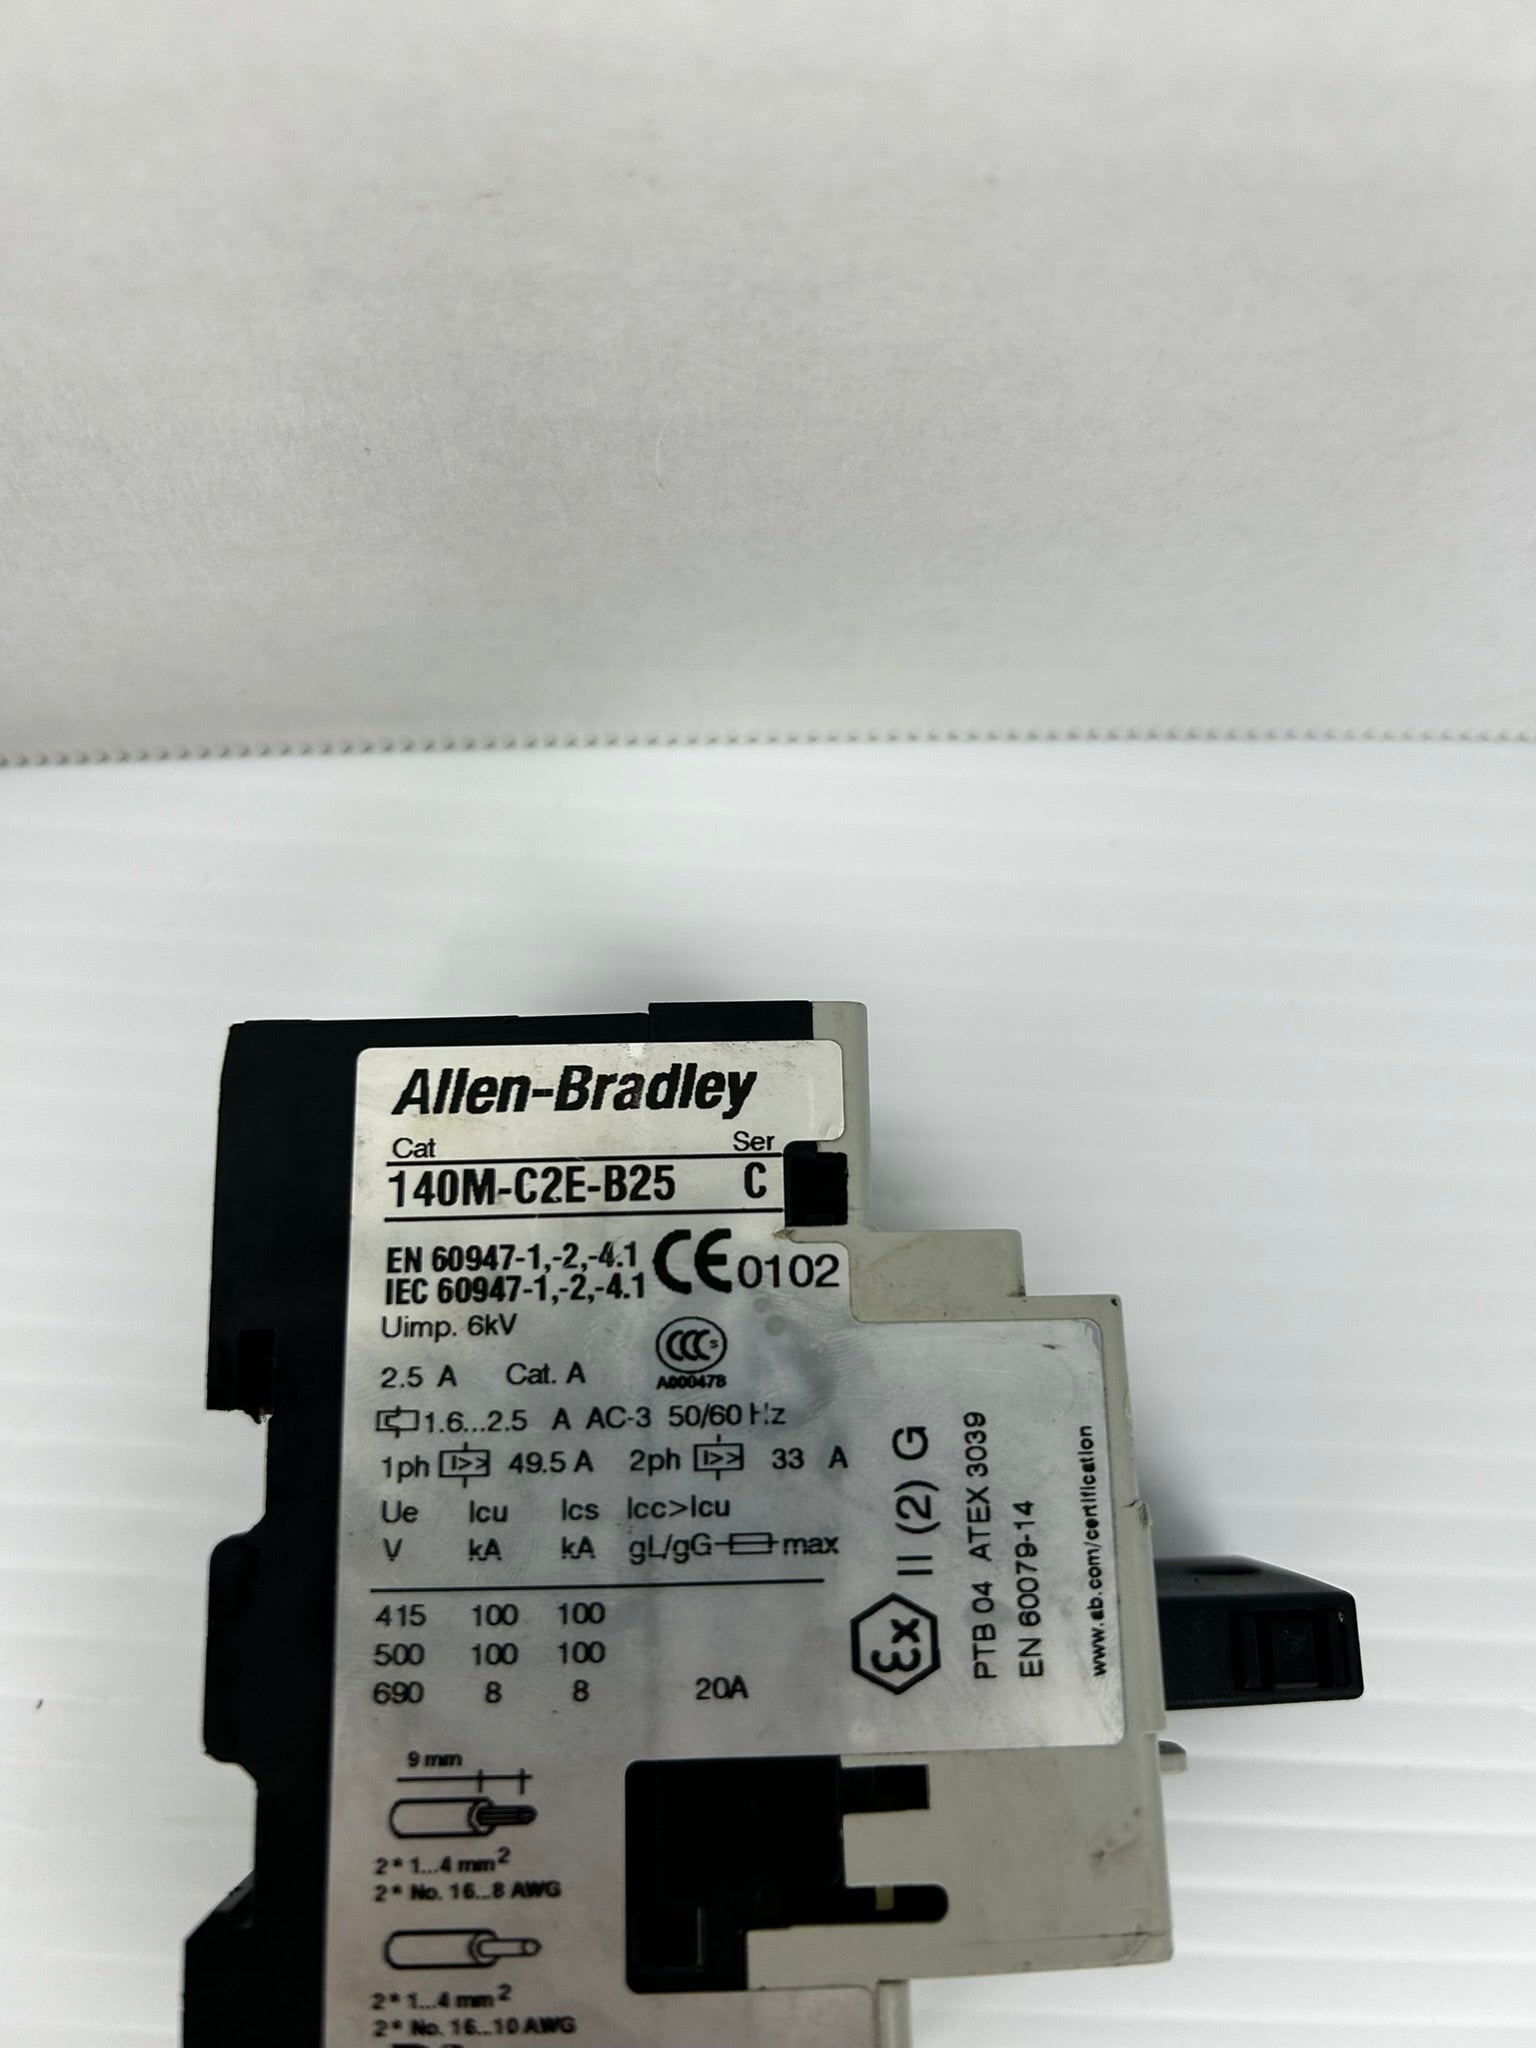 Allen-Bradley
Cat Ser
140M-C2E-B25 C
EN 60947-1,-2,-4.1
IEC 60947-1,-2,-4.1
CE 0102
Uimp. 6kV
CCC S
A000478
2.5 A Cat. A
1.6...2.5 A AC-3 50/60 Hz
1ph I>> 49.5 A 2ph I>> 33 A
Ue Icu Ics Icc>Icu
V kA kA gL/gG max
415 100 100
500 100 100
690 8 8 20A
Ex II (2) G
PTB 04 ATEX 3039
EN 60079-14
www.ab.com/certification
9 mm
2* 1...4 mm²
2* No. 16...8 AWG
2* 1...4 mm²
2* No. 16...10 AWG